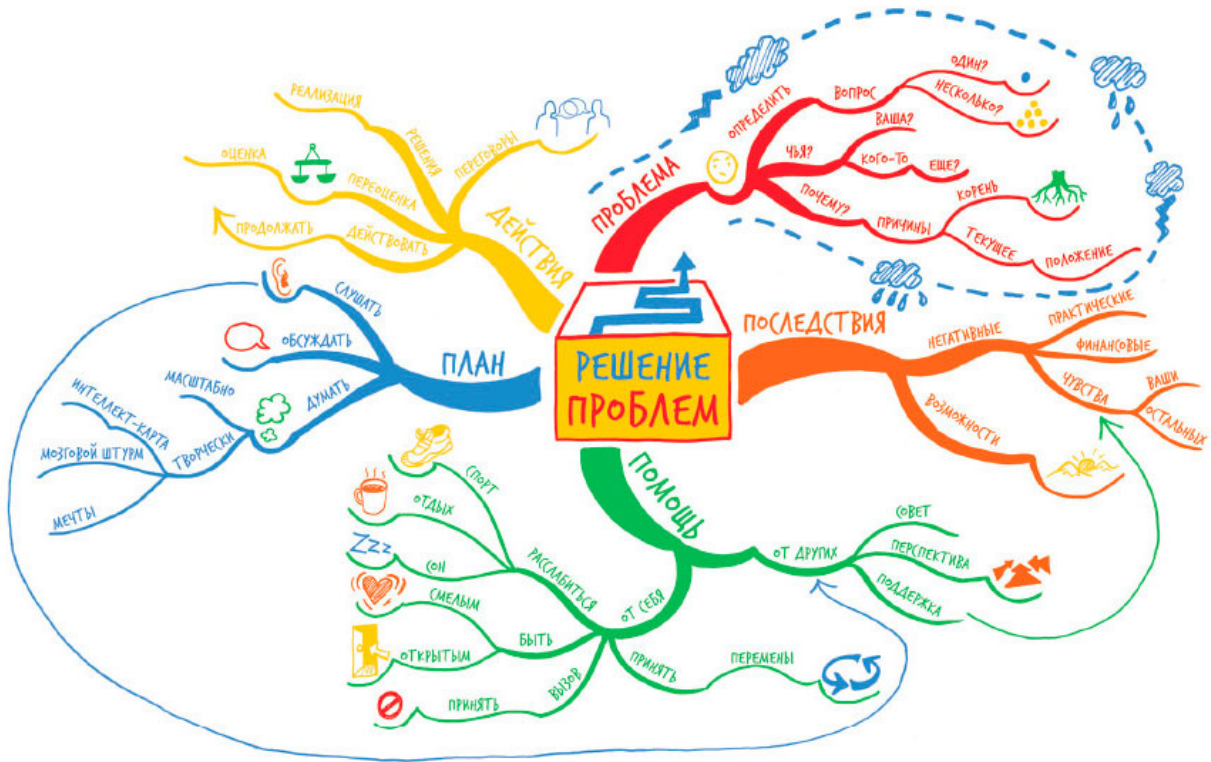 РЕШЕНИЕ
ПРОБЛЕМ
ПРОБЛЕМА
ОПРЕДЕЛИТЬ
ВОПРОС
ОДИН?
НЕСКОЛЬКО?
ЧЬЯ?
ВАША?
КОГО-ТО
ЕЩЕ?
ПОЧЕМУ?
ПРИЧИНЫ
КОРЕНЬ
ТЕКУЩЕЕ
ПОЛОЖЕНИЕ
ПОСЛЕДСТВИЯ
НЕГАТИВНЫЕ
ПРАКТИЧЕСКИЕ
ФИНАНСОВЫЕ
ЧУВСТВА
ВАШИ
ОСТАЛЬНЫХ
ВОЗМОЖНОСТИ
ПОМОЩЬ
ОТ ДРУГИХ
СОВЕТ
ПЕРСПЕКТИВА
ПОДДЕРЖКА
ОТ СЕБЯ
ПРИНЯТЬ
ПЕРЕМЕНЫ
ВЫЗОВ
ПРИНЯТЬ
БЫТЬ
СМЕЛЫМ
ОТКРЫТЫМ
РАССЛАБИТЬСЯ
СПОРТ
ОТДЫХ
СОН
Zzz
ПЛАН
СЛУШАТЬ
ОБСУЖДАТЬ
ДУМАТЬ
МАСШТАБНО
ТВОРЧЕСКИ
ИНТЕЛЛЕКТ-КАРТА
МОЗГОВОЙ ШТУРМ
МЕЧТЫ
ДЕЙСТВИЯ
ПЕРЕГОВОРЫ
РЕШЕНИЯ
РЕАЛИЗАЦИЯ
ПЕРЕОЦЕНКА
ОЦЕНКА
ДЕЙСТВОВАТЬ
ПРОДОЛЖАТЬ